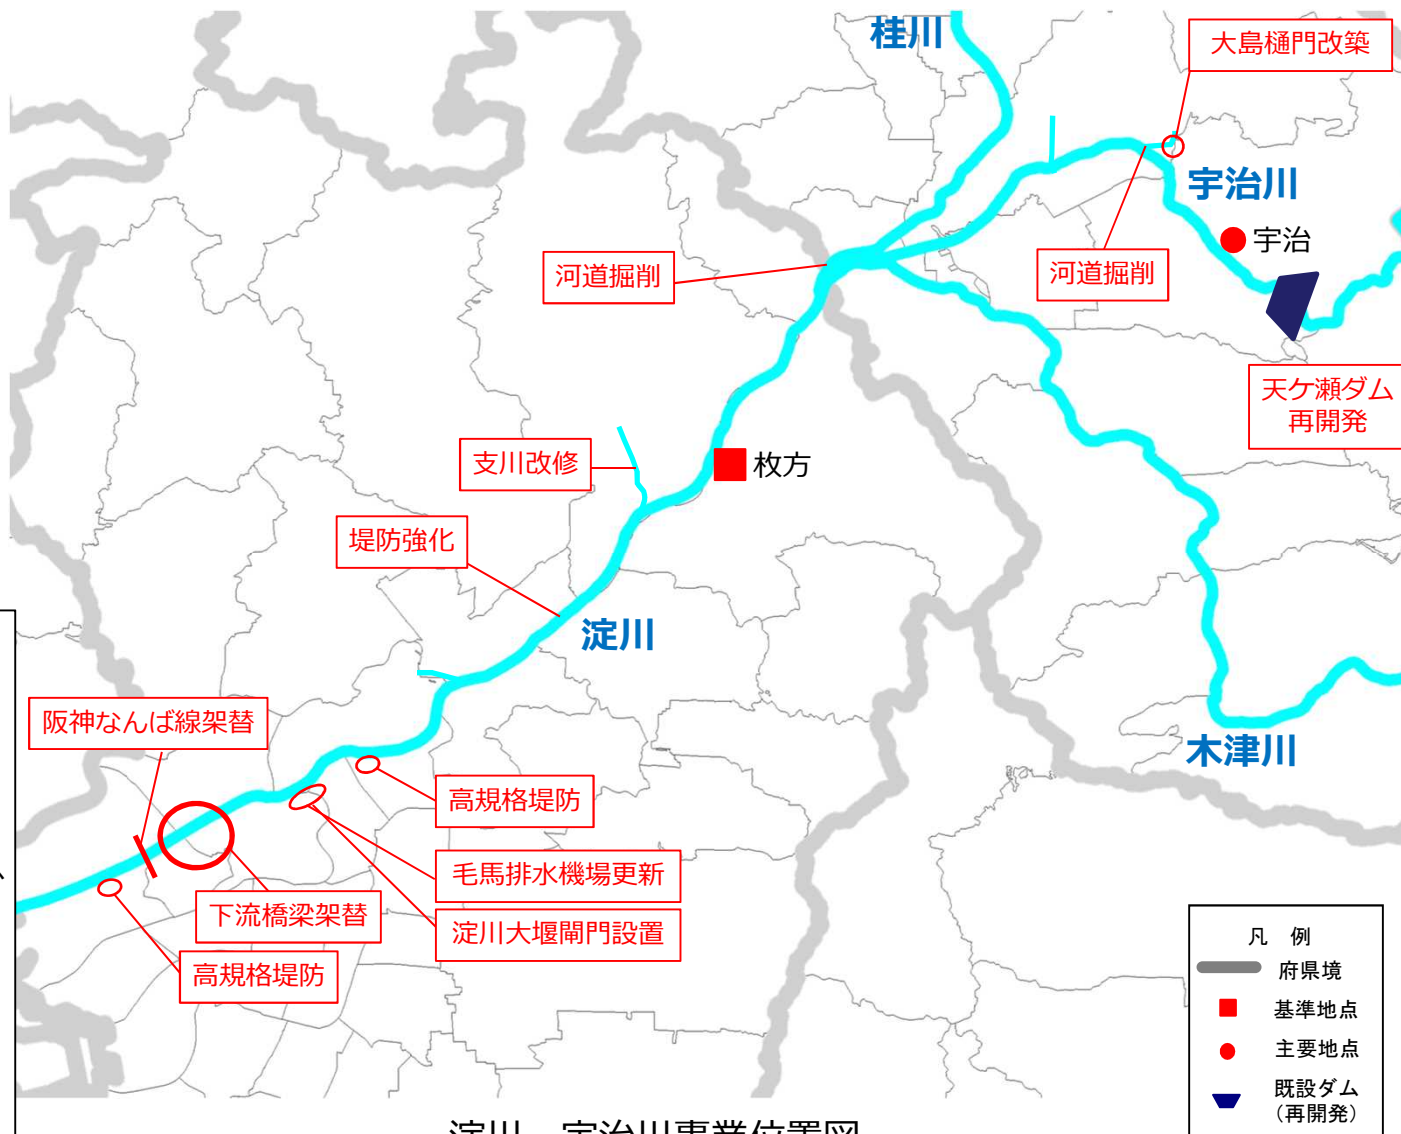 桂川
大島樋門改築
宇治川
宇治
河道掘削
河道掘削
天ケ瀬ダム
再開発
支川改修
枚方
堤防強化
淀川
阪神なんば線架替
木津川
高規格堤防
毛馬排水機場更新
下流橋梁架替
淀川大堰閘門設置
高規格堤防
凡 例
府県境
基準地点
主要地点
既設ダム
(再開発)